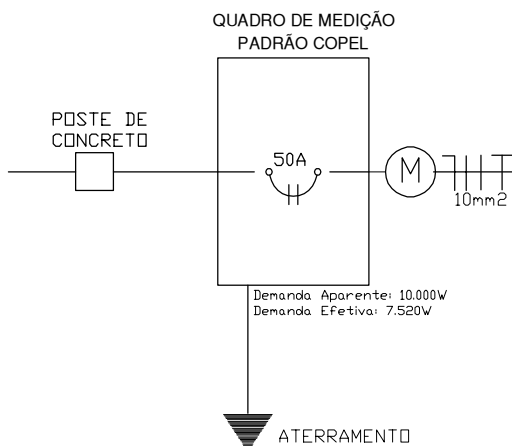 QUADRO DE MEDIÇÃO
PADRÃO COPEL
POSTE DE
CONCRETO
50A
M
10mm2
Demanda Aparente: 10.000W
Demanda Efetiva: 7.520W
ATERRAMENTO